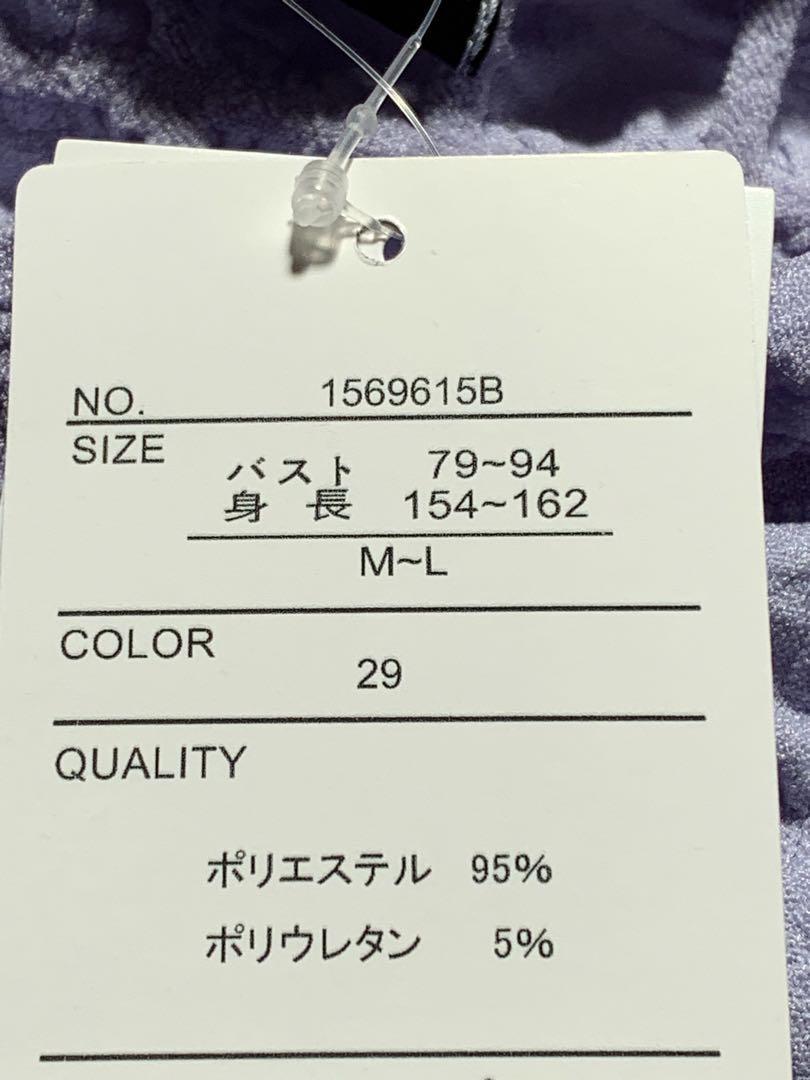 NO. 1569615B
SIZE
バスト 79~94
身長 154~162
M~L
COLOR
29
QUALITY
ポリエステル 95%
ポリウレタン 5%